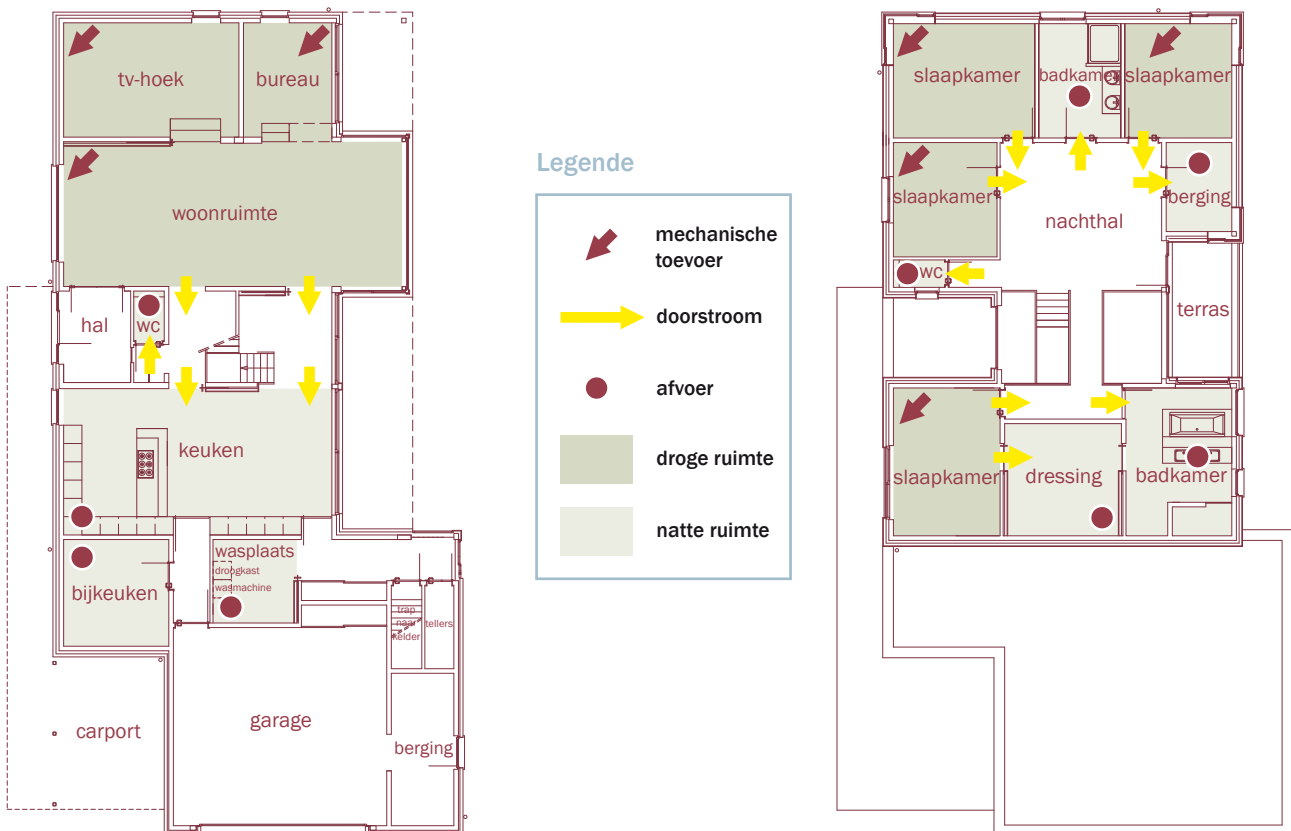 tv-hoek
bureau
woonruimte
hal
wc
keuken
bijkeuken
wasplaats
droogkast
wasmachine
trap
naar
kelder
tellers
garage
carport
berging
Legende
mechanische
toevoer
doorstroom
afvoer
droge ruimte
natte ruimte
slaapkamer
badkamer
slaapkamer
slaapkamer
nachthal
berging
wc
terras
slaapkamer
dressing
badkamer